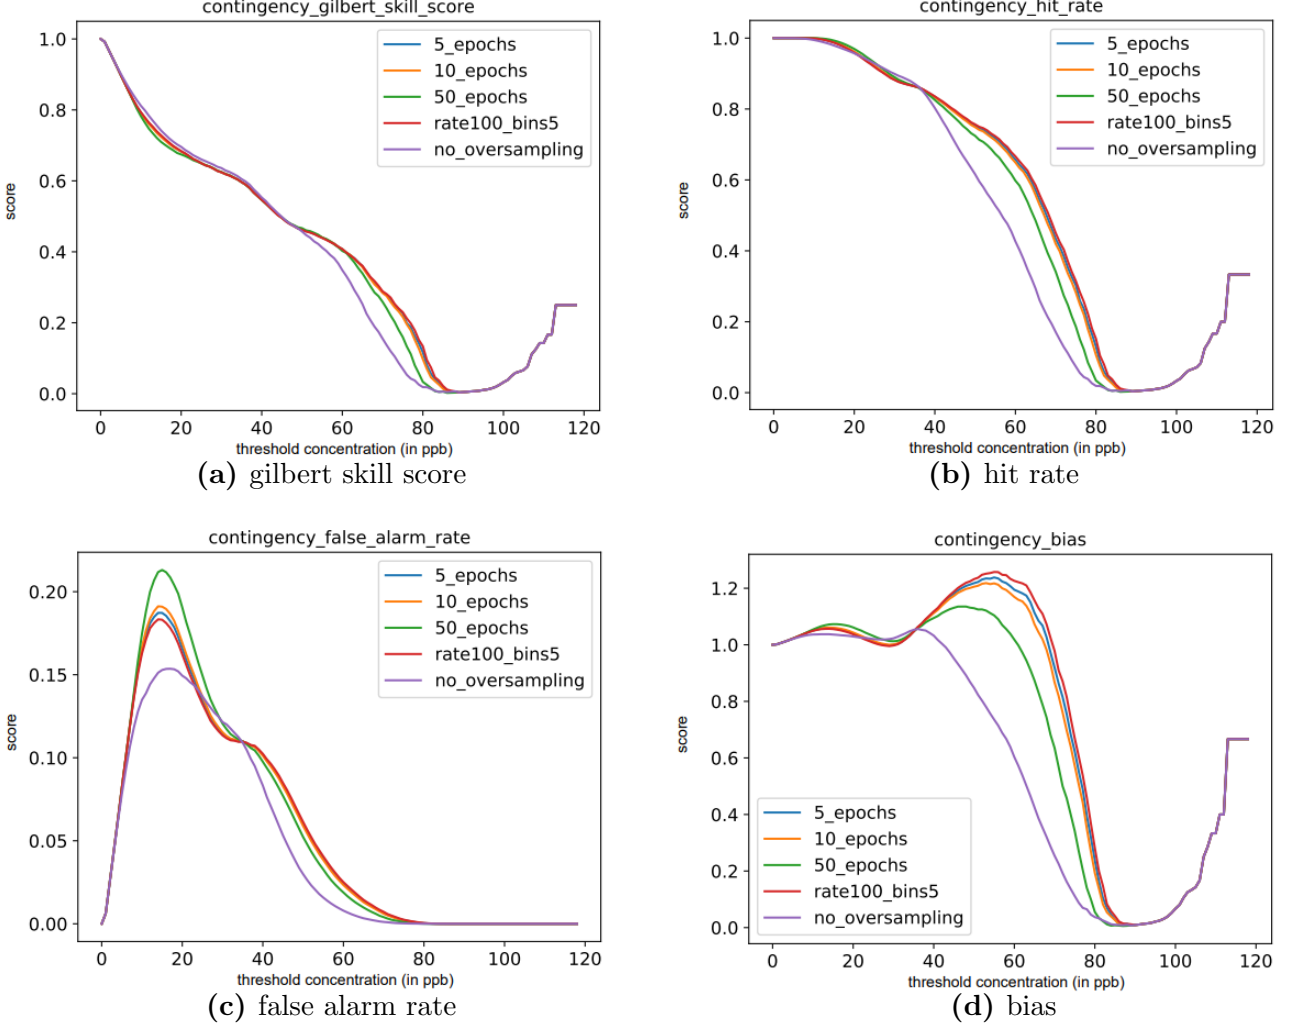 contingency_gilbert_skill_score
1.0
0.8
0.6
0.4
0.2
0.0
score
5_epochs
10_epochs
50_epochs
rate100_bins5
no_oversampling
0 20 40 60 80 100 120
threshold concentration (in ppb)
(a) gilbert skill score
contingency_hit_rate
1.0
0.8
0.6
0.4
0.2
0.0
score
5_epochs
10_epochs
50_epochs
rate100_bins5
no_oversampling
0 20 40 60 80 100 120
threshold concentration (in ppb)
(b) hit rate
contingency_false_alarm_rate
0.20
0.15
0.10
0.05
0.00
score
5_epochs
10_epochs
50_epochs
rate100_bins5
no_oversampling
0 20 40 60 80 100 120
threshold concentration (in ppb)
(c) false alarm rate
contingency_bias
1.2
1.0
0.8
0.6
0.4
0.2
0.0
score
5_epochs
10_epochs
50_epochs
rate100_bins5
no_oversampling
0 20 40 60 80 100 120
threshold concentration (in ppb)
(d) bias